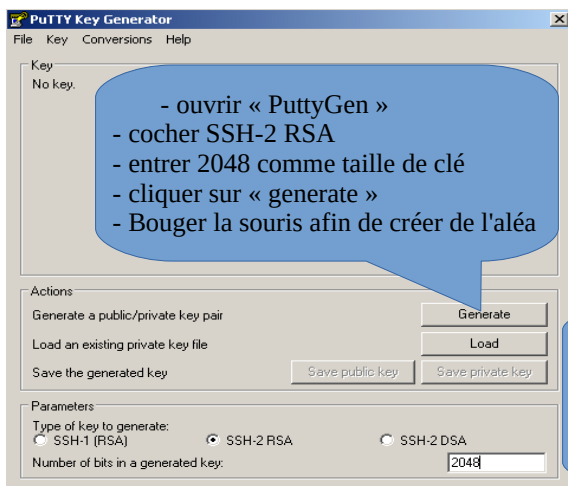 PuTTY Key Generator
File Key Conversions Help
Key
No key.
- ouvrir « PuttyGen »
- cocher SSH-2 RSA
- entrer 2048 comme taille de clé
- cliquer sur « generate »
- Bouger la souris afin de créer de l'aléa
Actions
Generate a public/private key pair Generate
Load an existing private key file Load
Save the generated key Save public key Save private key
Parameters
Type of key to generate:
SSH-1 (RSA) SSH-2 RSA SSH-2 DSA
Number of bits in a generated key: 2048